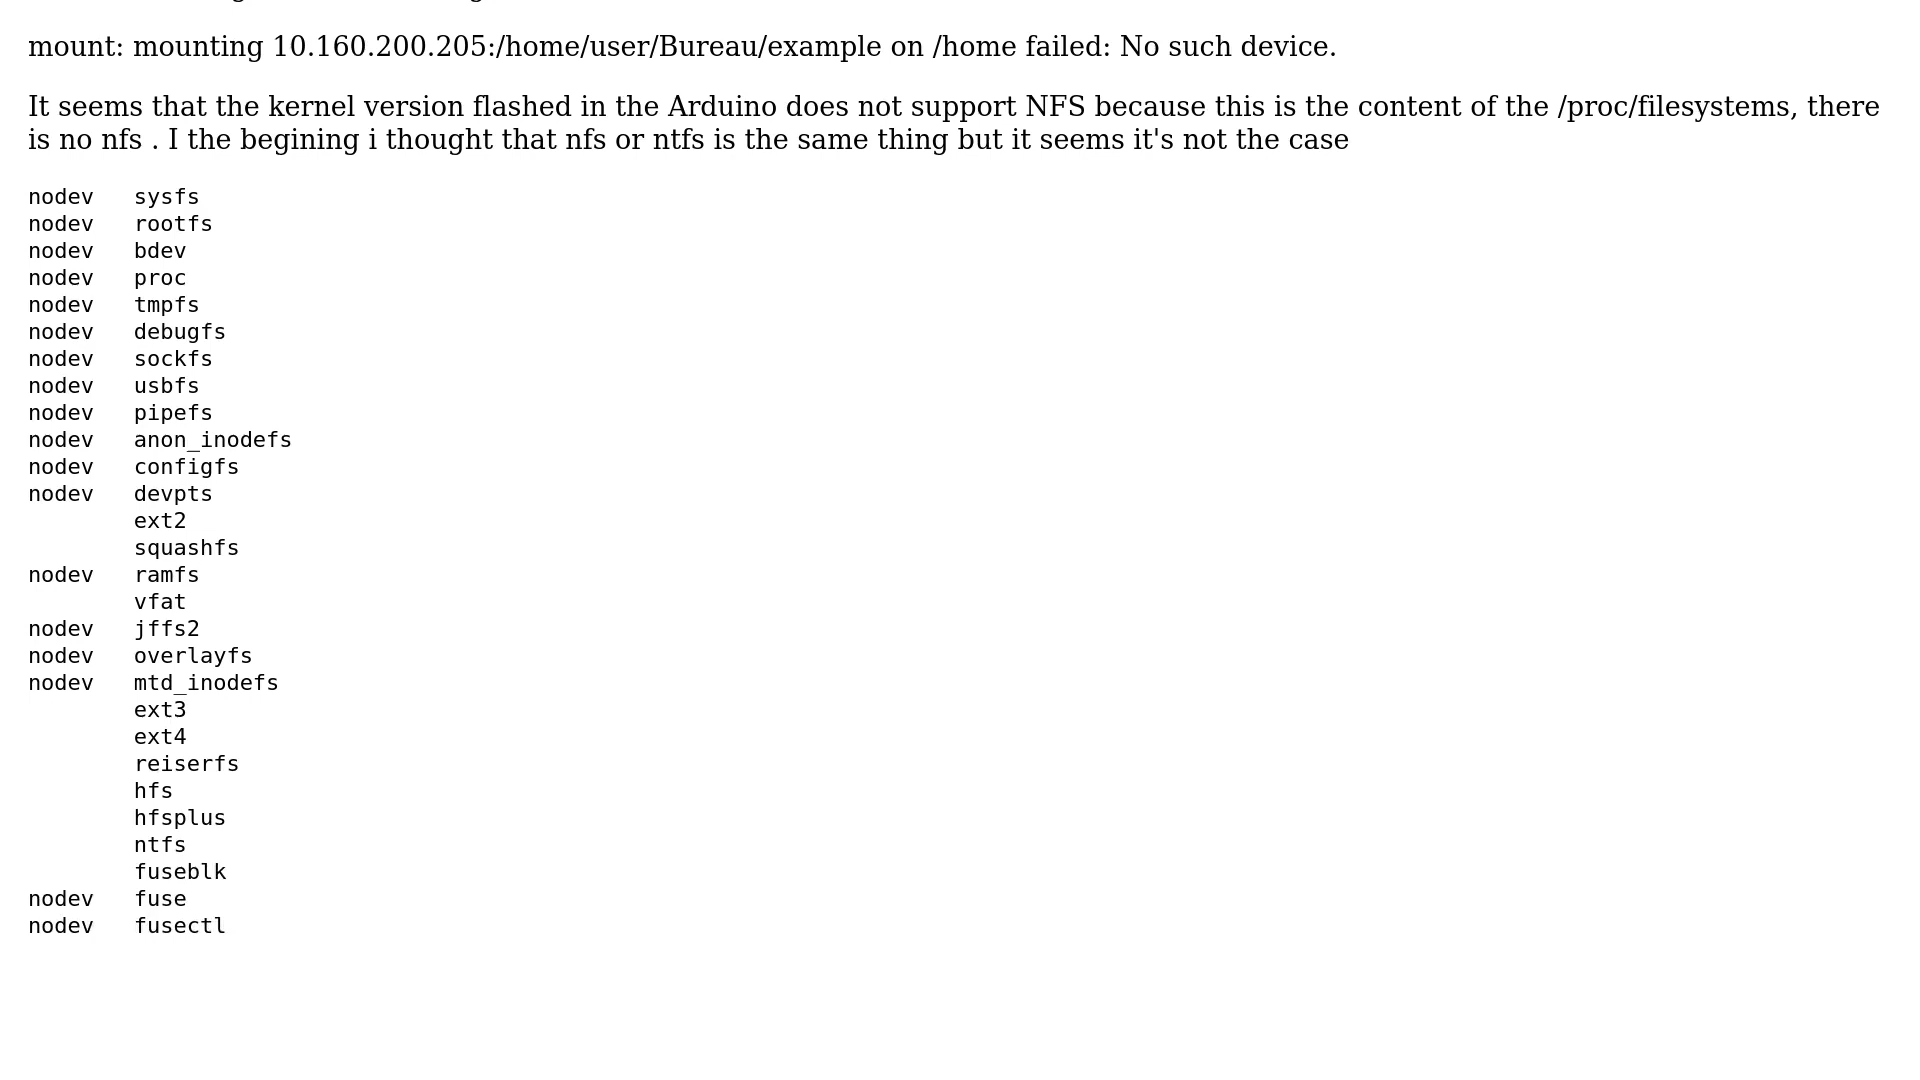 mount: mounting 10.160.200.205:/home/user/Bureau/example on /home failed: No such device.
It seems that the kernel version flashed in the Arduino does not support NFS because this is the content of the /proc/filesystems, there
is no nfs . I the begining i thought that nfs or ntfs is the same thing but it seems it's not the case
nodev   sysfs
nodev   rootfs
nodev   bdev
nodev   proc
nodev   tmpfs
nodev   debugfs
nodev   sockfs
nodev   usbfs
nodev   pipefs
nodev   anon_inodefs
nodev   configfs
nodev   devpts
        ext2
        squashfs
nodev   ramfs
        vfat
nodev   jffs2
nodev   overlayfs
nodev   mtd_inodefs
        ext3
        ext4
        reiserfs
        hfs
        hfsplus
        ntfs
        fuseblk
nodev   fuse
nodev   fusectl